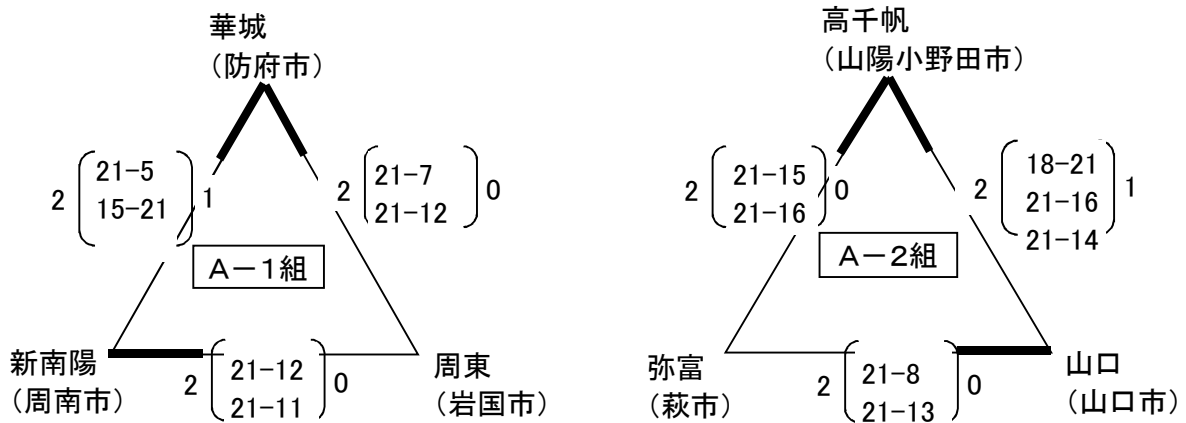 華城
（防府市）
2
21-5
15-21
1
2
21-7
21-12
0
A－1組
新南陽
（周南市）
2
21-12
21-11
0
周東
（岩国市）
高千帆
（山陽小野田市）
2
21-15
21-16
0
2
18-21
21-16
21-14
1
A－2組
弥富
（萩市）
2
21-8
21-13
0
山口
（山口市）